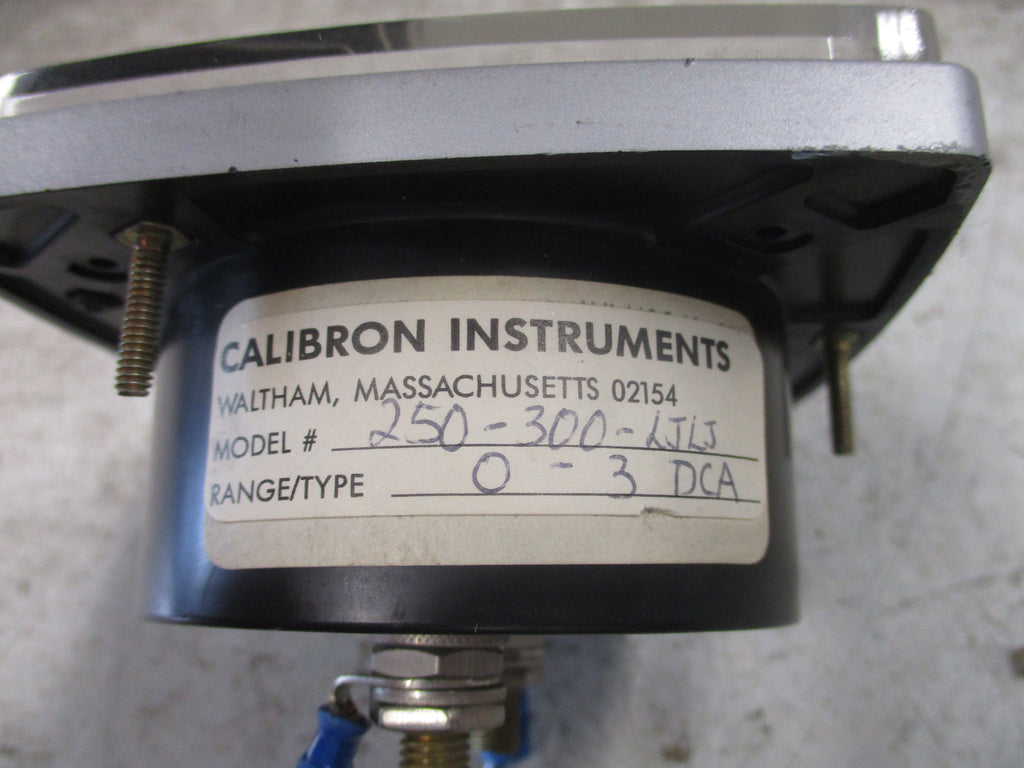 CALIBRON INSTRUMENTS
WALTHAM, MASSACHUSETTS 02154
MODEL # 250-300-LJLJ
RANGE/TYPE 0-3 DCA